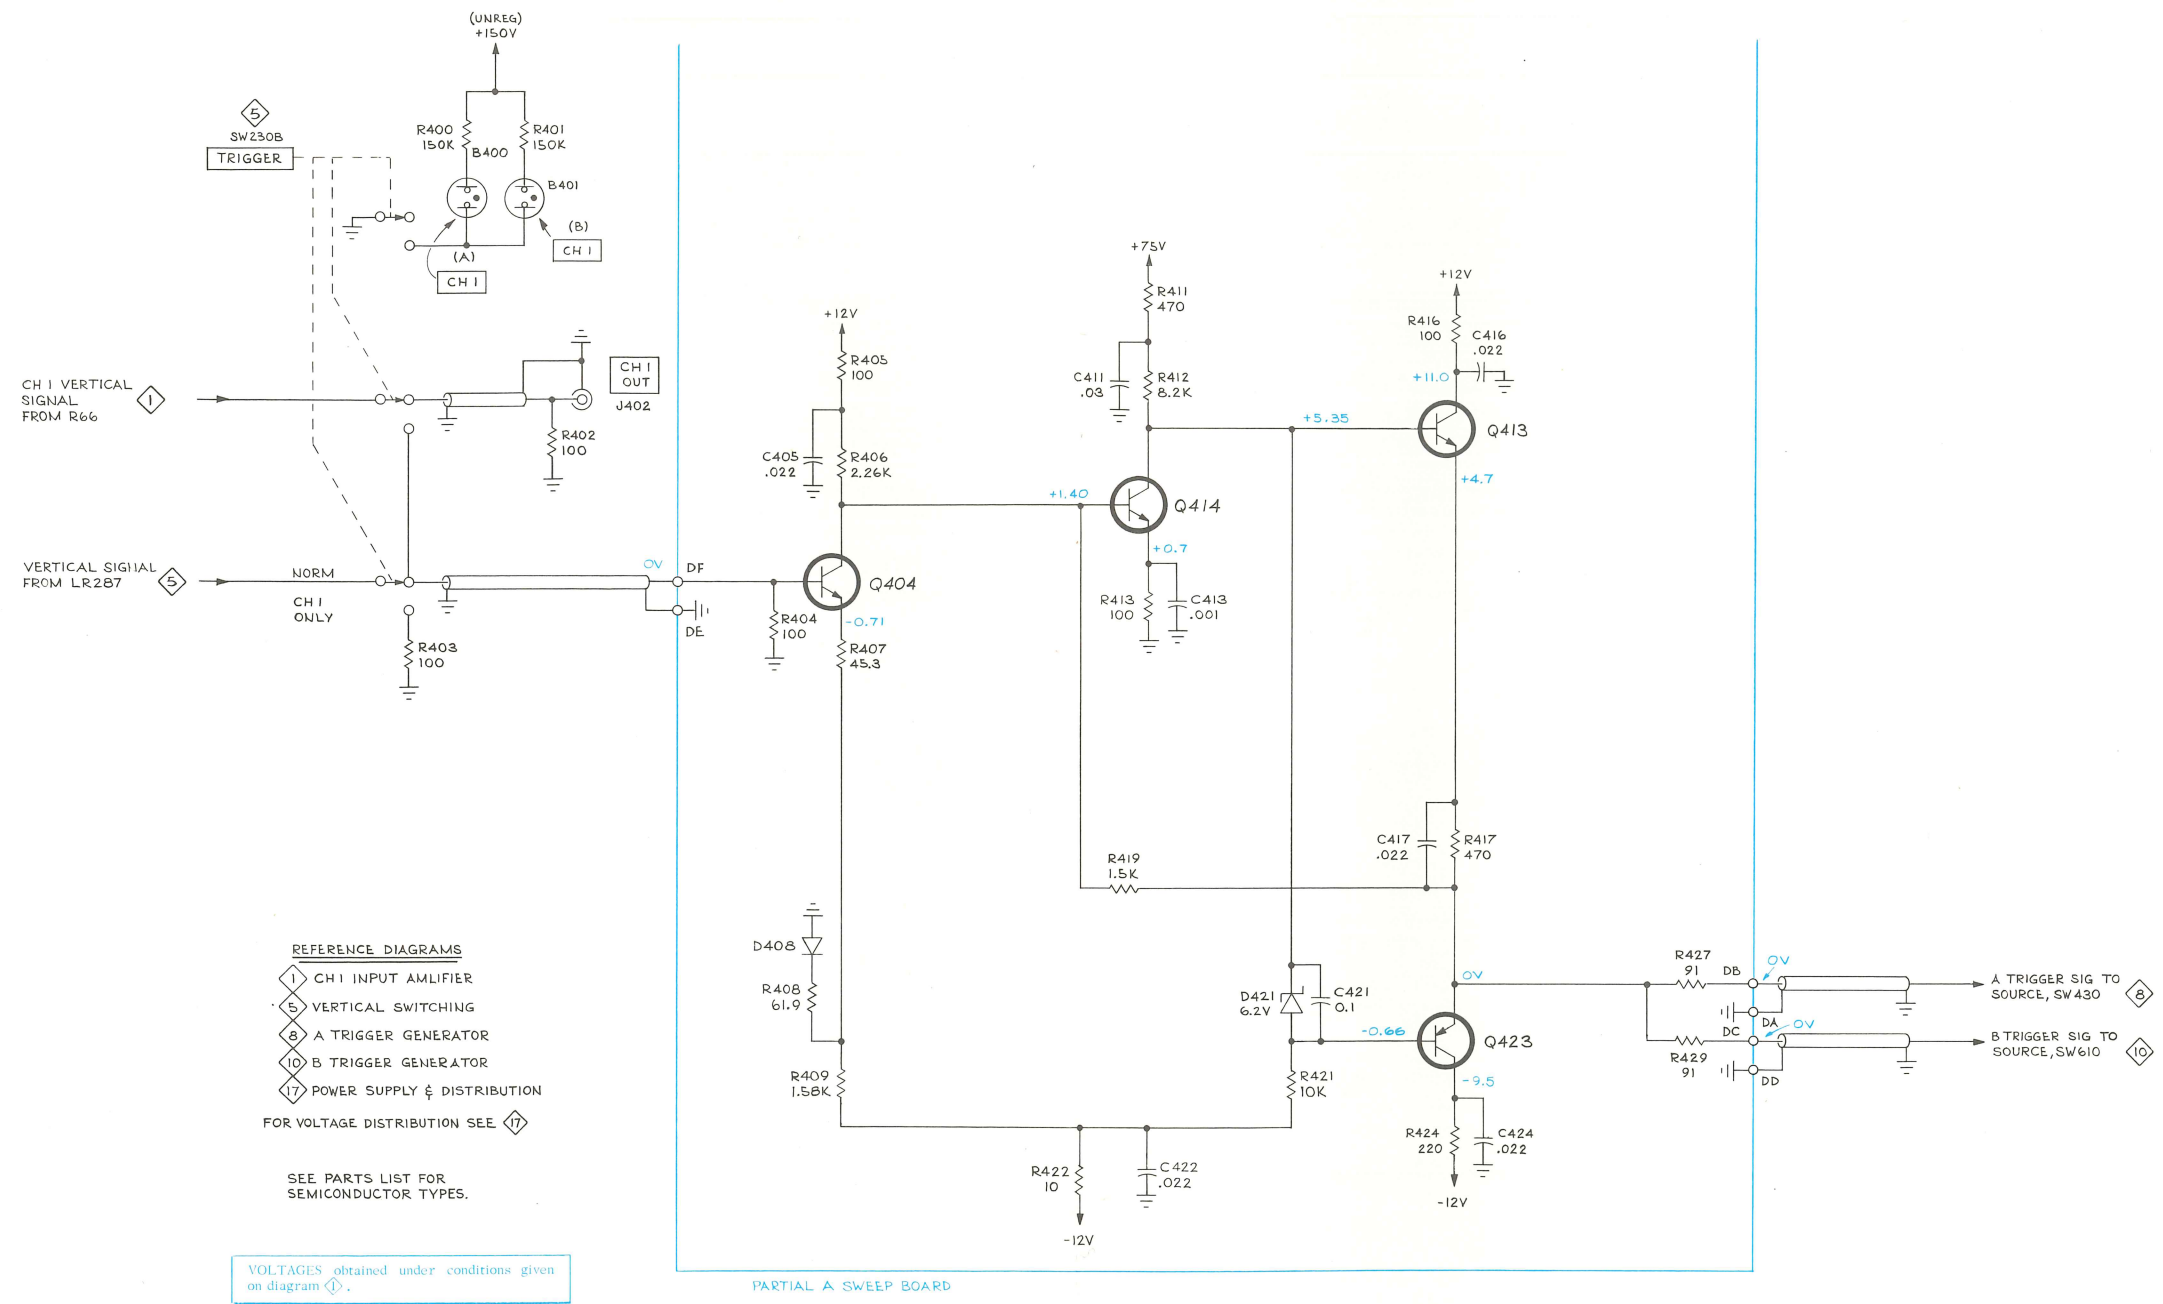 (UNREG)
+150V
5
SW230B
TRIGGER
R400
150K
R401
150K
B400
B401
(B)
CH 1
(A)
CH 1
CH 1 VERTICAL
SIGNAL
FROM R66
1
CH 1
OUT
J402
R402
100
VERTICAL SIGNAL
FROM LR287
5
NORM
CH 1
ONLY
R403
100
0V
DF
DE
+12V
R405
100
C405
.022
R406
2.26K
Q404
R404
100
-0.71
R407
45.3
D408
R408
61.9
R409
1.58K
+75V
R411
470
C411
.03
R412
8.2K
+1.40
Q414
+0.7
R413
100
C413
.001
+5.35
+12V
R416
100
C416
.022
+11.0
Q413
+4.7
C417
.022
R417
470
R419
1.5K
D421
6.2V
C421
0.1
-0.66
0V
Q423
-9.5
R421
10K
R424
220
C424
.022
-12V
R422
10
C422
.022
-12V
R427
91
DB
0V
DA
A TRIGGER SIG TO
SOURCE, SW430
8
DC
0V
R429
91
DD
B TRIGGER SIG TO
SOURCE, SW610
10
REFERENCE DIAGRAMS
1 CH 1 INPUT AMLIFIER
5 VERTICAL SWITCHING
8 A TRIGGER GENERATOR
10 B TRIGGER GENERATOR
17 POWER SUPPLY & DISTRIBUTION
FOR VOLTAGE DISTRIBUTION SEE 17
SEE PARTS LIST FOR
SEMICONDUCTOR TYPES.
VOLTAGES obtained under conditions given
on diagram 1 .
PARTIAL A SWEEP BOARD